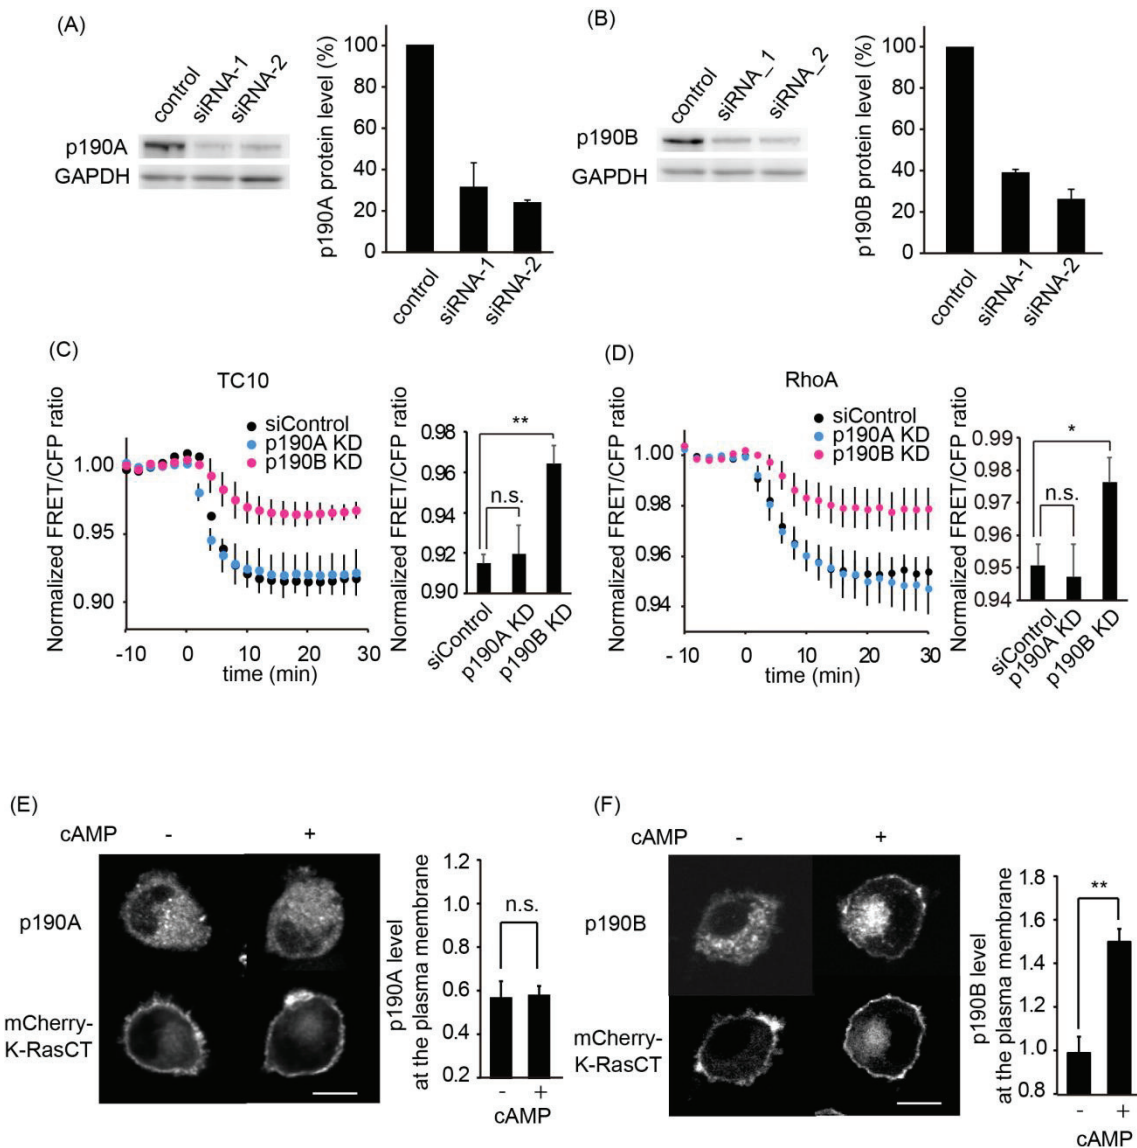 (A)
control
siRNA-1
siRNA-2
p190A
GAPDH
p190A protein level (%)
100
80
60
40
20
0
control
siRNA-1
siRNA-2
(B)
control
siRNA_1
siRNA_2
p190B
GAPDH
p190B protein level (%)
100
80
60
40
20
0
control
siRNA-1
siRNA-2
(C)
TC10
siControl
p190A KD
p190B KD
Normalized FRET/CFP ratio
1.00
0.95
0.90
-10
0
10
20
30
time (min)
Normalized FRET/CFP ratio
0.98
0.96
0.94
0.92
0.90
**
n.s.
siControl
p190A KD
p190B KD
(D)
RhoA
siControl
p190A KD
p190B KD
Normalized FRET/CFP ratio
1.00
0.98
0.96
0.94
-10
0
10
20
30
time (min)
Normalized FRET/CFP ratio
0.99
0.98
0.97
0.96
0.95
0.94
*
n.s.
siControl
p190A KD
p190B KD
(E)
cAMP - +
p190A
mCherry-
K-RasCT
p190A level
at the plasma membrane
1.2
1.0
0.8
0.6
0.4
0.2
n.s.
- +
cAMP
(F)
cAMP - +
p190B
mCherry-
K-RasCT
p190B level
at the plasma membrane
1.8
1.6
1.4
1.2
1.0
0.8
**
- +
cAMP